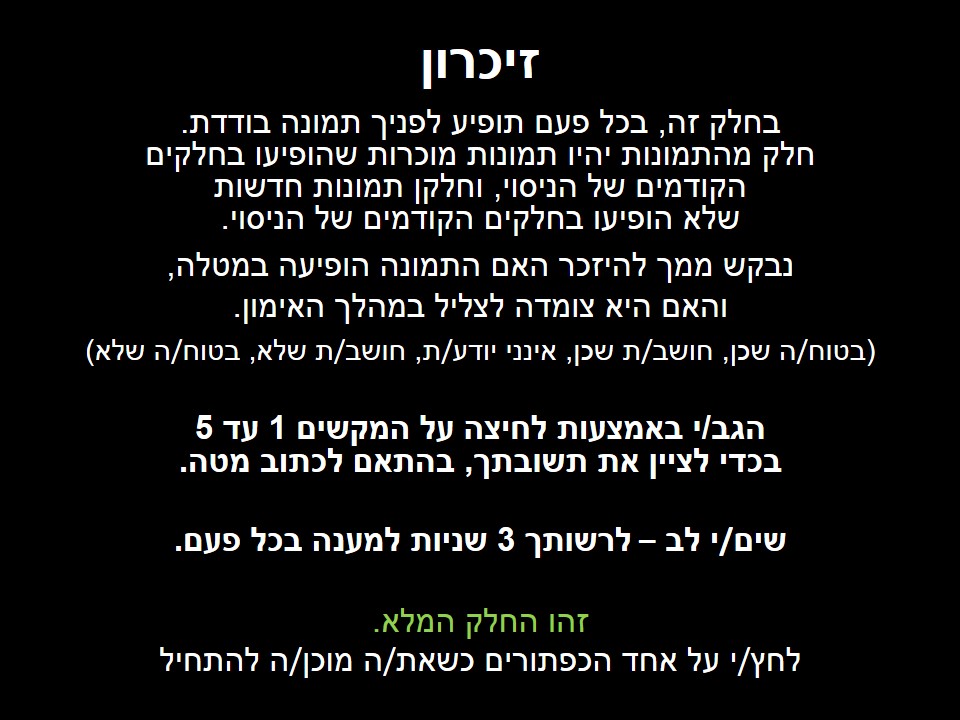 זיכרון
בחלק זה, בכל פעם תופיע לפניך תמונה בודדת.
חלק מהתמונות יהיו תמונות מוכרות שהופיעו בחלקים
הקודמים של הניסוי, וחלקן תמונות חדשות
שלא הופיעו בחלקים הקודמים של הניסוי.
נבקש ממך להיזכר האם התמונה הופיעה במטלה,
והאם היא צומדה לצליל במהלך האימון.
(בטוח/ה שכן, חושב/ת שכן, אינני יודע/ת, חושב/ת שלא, בטוח/ה שלא)
הגב/י באמצעות לחיצה על המקשים 1 עד 5
בכדי לציין את תשובתך, בהתאם לכתוב מטה.
שים/י לב – לרשותך 3 שניות למענה בכל פעם.
זהו החלק המלא.
לחץ/י על אחד הכפתורים כשאת/ה מוכן/ה להתחיל